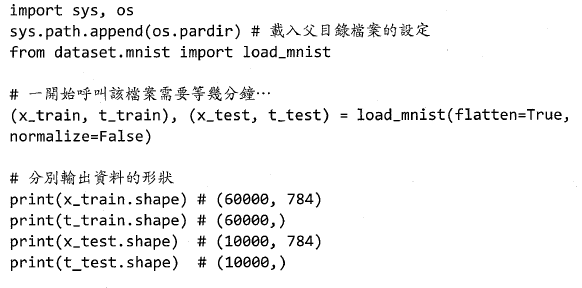 import sys, os
sys.path.append(os.pardir) # 載入父目錄檔案的設定
from dataset.mnist import load_mnist
# 一開始呼叫該檔案需要等幾分鐘…
(x_train, t_train), (x_test, t_test) = load_mnist(flatten=True,
normalize=False)
# 分別輸出資料的形狀
print(x_train.shape) # (60000, 784)
print(t_train.shape) # (60000,)
print(x_test.shape)  # (10000, 784)
print(t_test.shape)  # (10000,)